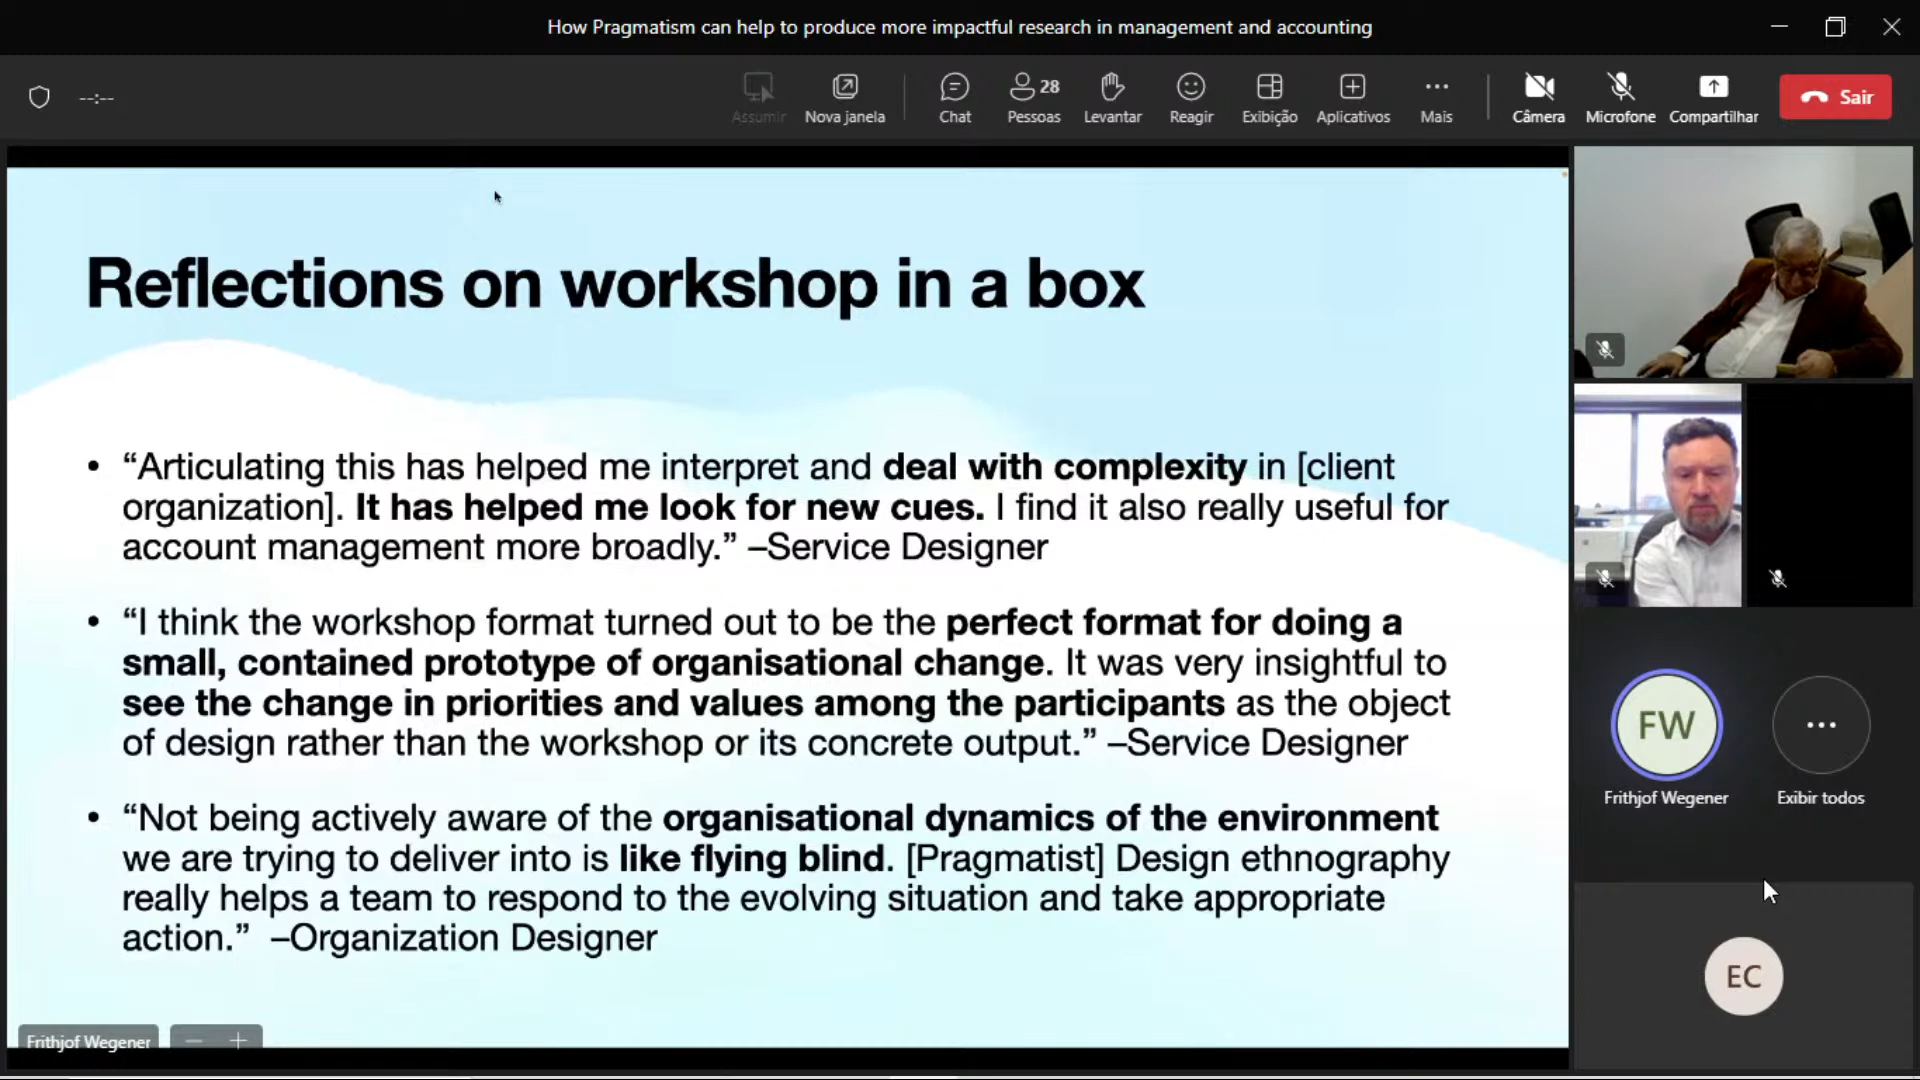 How Pragmatism can help to produce more impactful research in management and accounting
--:--
Assumir
Nova janela
Chat
28
Pessoas
Levantar
Reagir
Exibição
Aplicativos
Mais
Câmera
Microfone
Compartilhar
Sair
Reflections on workshop in a box
• “Articulating this has helped me interpret and deal with complexity in [client
organization]. It has helped me look for new cues. I find it also really useful for
account management more broadly.” –Service Designer
• “I think the workshop format turned out to be the perfect format for doing a
small, contained prototype of organisational change. It was very insightful to
see the change in priorities and values among the participants as the object
of design rather than the workshop or its concrete output.” –Service Designer
• “Not being actively aware of the organisational dynamics of the environment
we are trying to deliver into is like flying blind. [Pragmatist] Design ethnography
really helps a team to respond to the evolving situation and take appropriate
action.” –Organization Designer
Frithjof Wegener
FW
Frithjof Wegener
Exibir todos
EC